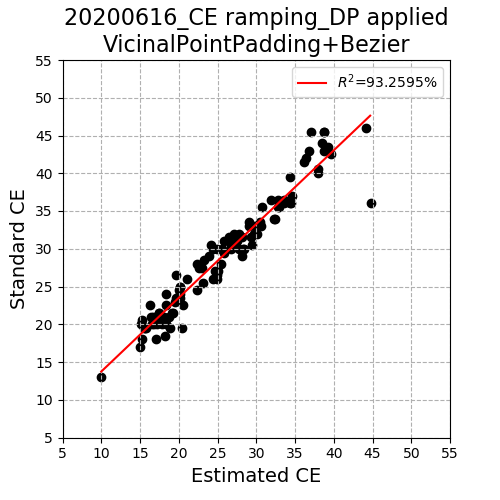 20200616_CE ramping_DP applied
VicinalPointPadding+Bezier
R²=93.2595%
Standard CE
55
50
45
40
35
30
25
20
15
10
5
5 10 15 20 25 30 35 40 45 50 55
Estimated CE